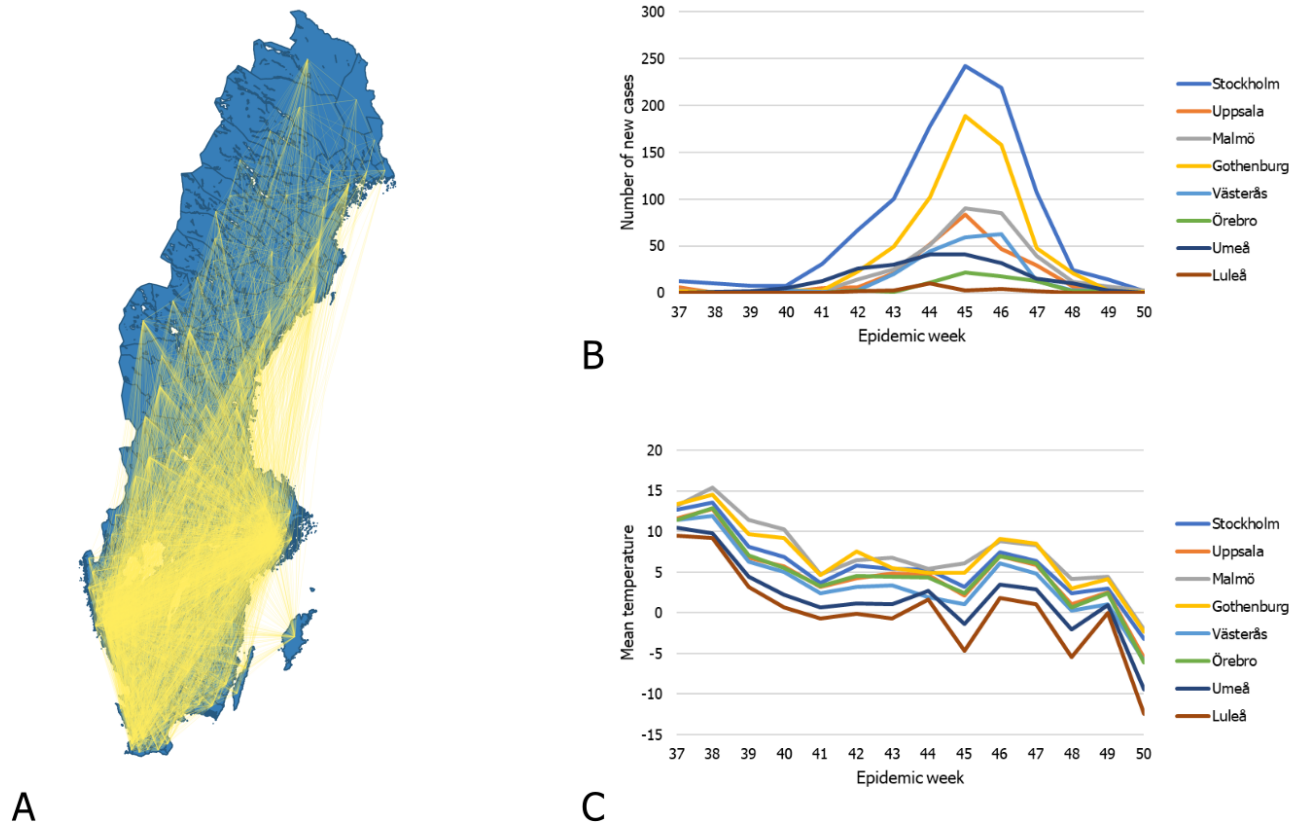 A
B
Number of new cases
300
250
200
150
100
50
0
37 38 39 40 41 42 43 44 45 46 47 48 49 50
Epidemic week
Stockholm
Uppsala
Malmö
Gothenburg
Västerås
Örebro
Umeå
Luleå
C
Mean temperature
20
15
10
5
0
-5
-10
-15
37 38 39 40 41 42 43 44 45 46 47 48 49 50
Epidemic week
Stockholm
Uppsala
Malmö
Gothenburg
Västerås
Örebro
Umeå
Luleå